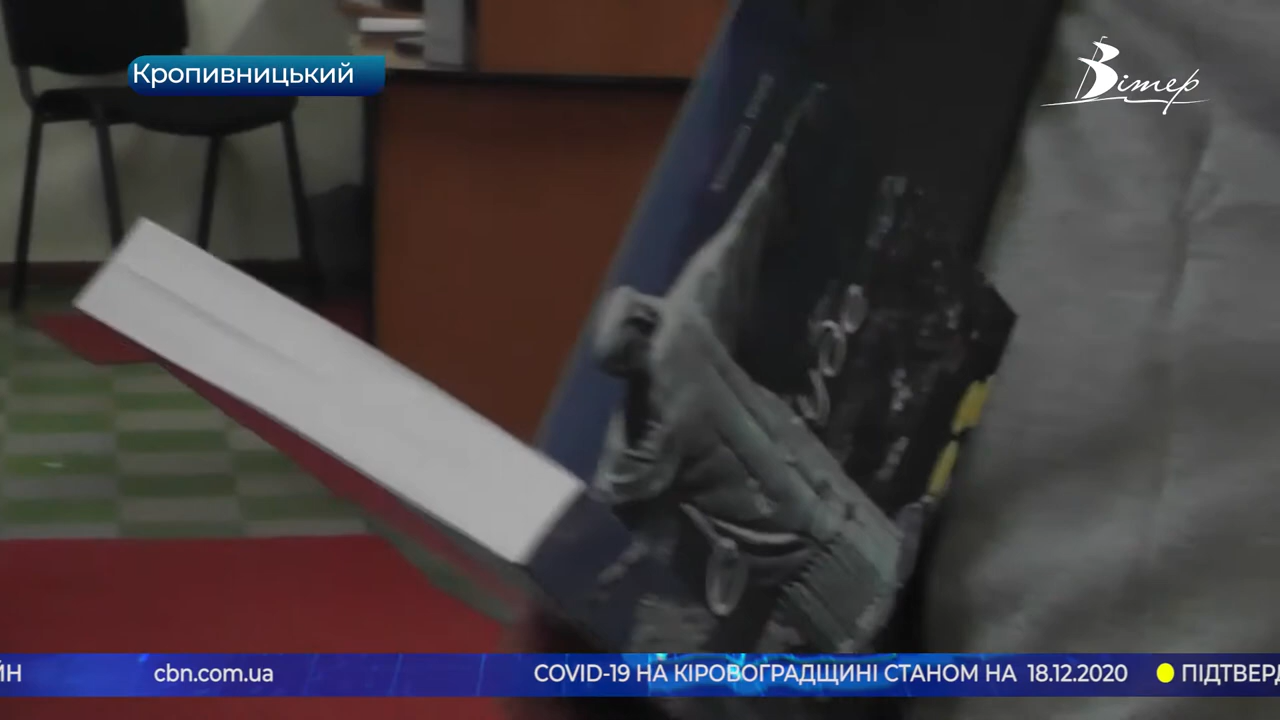 Кропивницький
Вітер
ЙН
cbn.com.ua
COVID-19 НА КІРОВОГРАДЩИНІ СТАНОМ НА 18.12.2020
ПІДТВЕРД